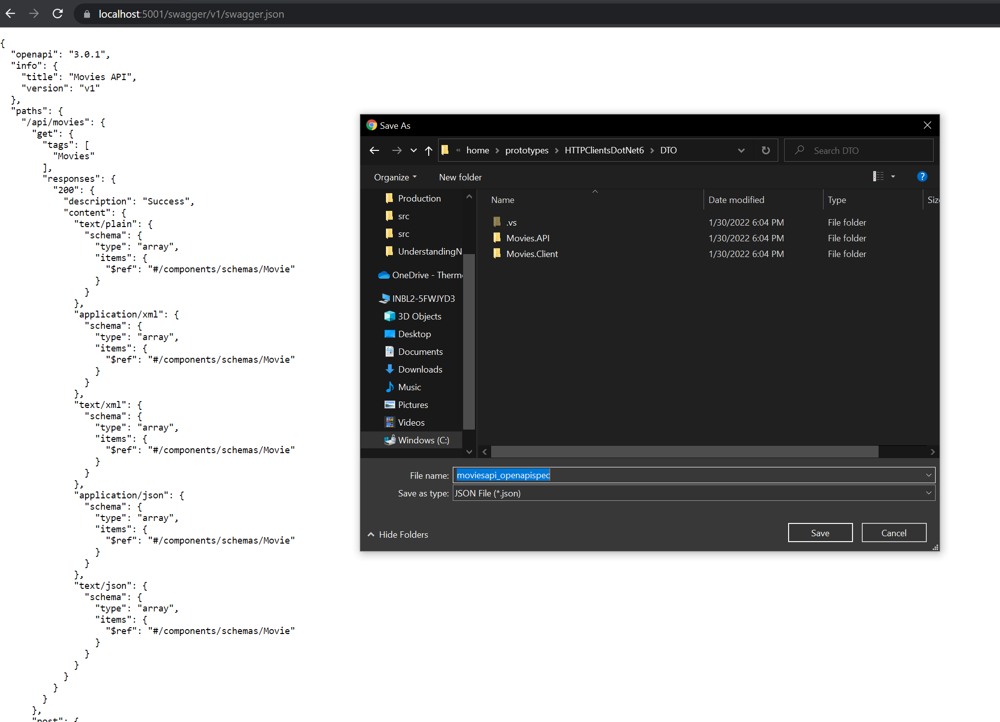 localhost:5001/swagger/v1/swagger.json
{
"openapi": "3.0.1",
"info": {
"title": "Movies API",
"version": "v1"
},
"paths": {
"/api/movies": {
"get": {
"tags": [
"Movies"
],
"responses": {
"200": {
"description": "Success",
"content": {
"text/plain": {
"schema": {
"type": "array",
"items": {
"$ref": "#/components/schemas/Movie"
}
}
},
"application/xml": {
"schema": {
"type": "array",
"items": {
"$ref": "#/components/schemas/Movie"
}
}
},
"text/xml": {
"schema": {
"type": "array",
"items": {
"$ref": "#/components/schemas/Movie"
}
}
},
"application/json": {
"schema": {
"type": "array",
"items": {
"$ref": "#/components/schemas/Movie"
}
}
},
"text/json": {
"schema": {
"type": "array",
"items": {
"$ref": "#/components/schemas/Movie"
}
}
}
}
}
}
},
"post": {
Save As
« home > prototypes > HTTPClientsDotNet6 > DTO
Search DTO
Organize
New folder
?
Production
src
src
UnderstandingN
OneDrive - Therm
INBL2-5FWJYD3
3D Objects
Desktop
Documents
Downloads
Music
Pictures
Videos
Windows (C:)
Name Date modified Type Siz
.vs 1/30/2022 6:04 PM File folder
Movies.API 1/30/2022 6:04 PM File folder
Movies.Client 1/30/2022 6:04 PM File folder
File name: moviesapi_openapispec
Save as type: JSON File (*.json)
Hide Folders
Save
Cancel